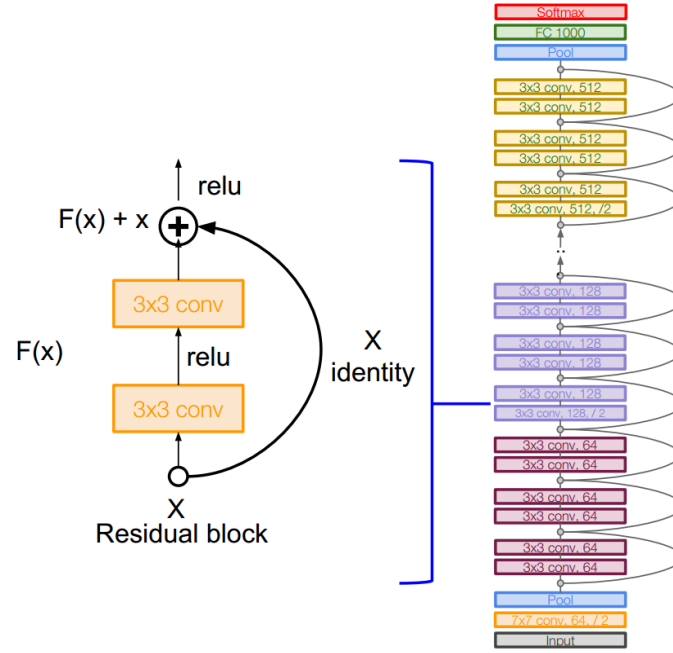 relu
F(x) + x
3x3 conv
F(x)
relu
X
identity
3x3 conv
X
Residual block
Softmax
FC 1000
Pool
3x3 conv, 512
3x3 conv, 512
3x3 conv, 512
3x3 conv, 512
3x3 conv, 512
3x3 conv, 512, /2
..
3x3 conv, 128
3x3 conv, 128
3x3 conv, 128
3x3 conv, 128
3x3 conv, 128
3x3 conv, 128, / 2
3x3 conv, 64
3x3 conv, 64
3x3 conv, 64
3x3 conv, 64
3x3 conv, 64
3x3 conv, 64
Pool
7x7 conv, 64, / 2
Input